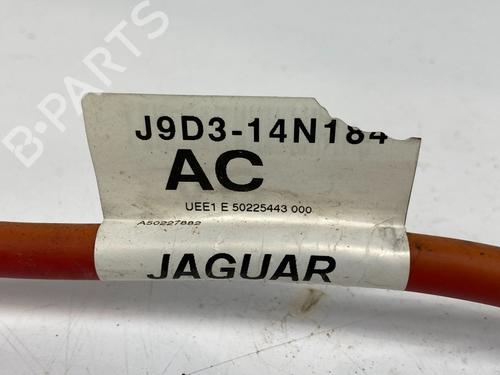 B-PARTS
J9D3-14N184
AC
UEE1 E 50225443 000
A50227882
JAGUAR